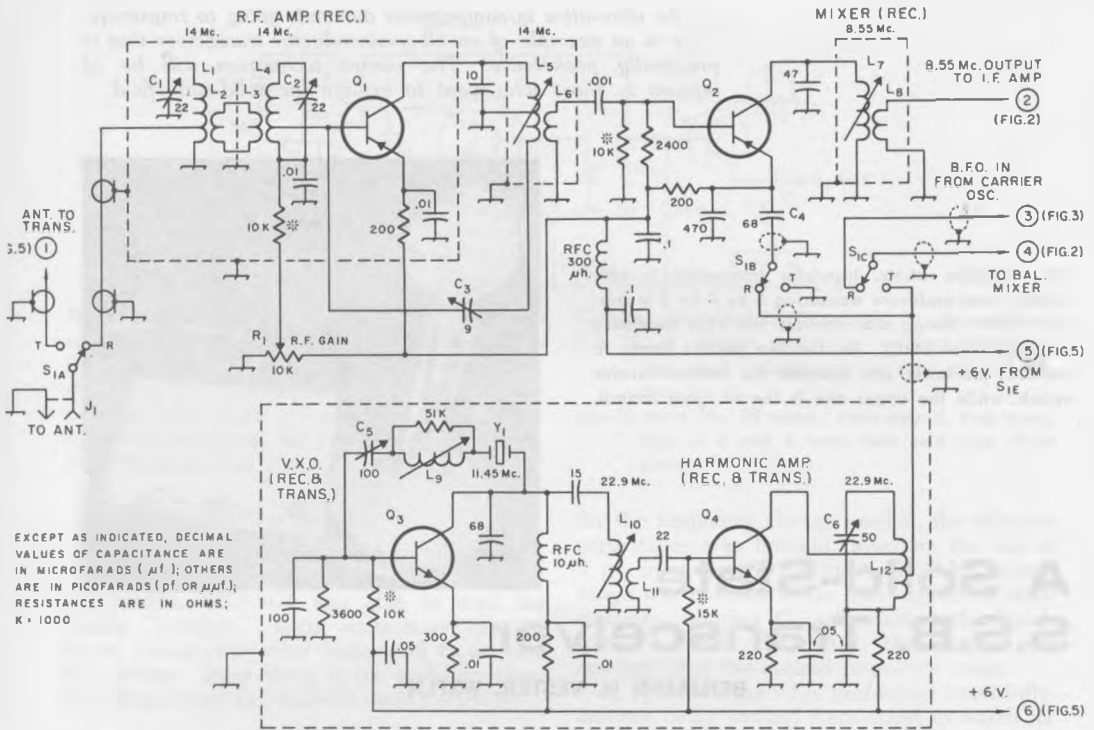 R.F. AMP (REC.)
14 Mc. 14 Mc.
14 Mc.
MIXER (REC.)
8.55 Mc.
C1
22
L1
L2
L3
L4
C2
22
Q1
.01
10K
.01
200
10
L5
L6
.001
※
10K
2400
Q2
47
L7
L8
8.55 Mc. OUTPUT
TO I.F. AMP
2
(FIG.2)
200
470
68
C4
.1
RFC
300
μh.
.1
B.F.O. IN
FROM CARRIER
OSC.
3 (FIG.3)
4 (FIG.2)
TO BAL.
MIXER
S1B
R
T
S1C
R
T
ANT. TO
TRANS.
G.5) 1
T
R
S1A
J1
TO ANT.
C3
9
R1
R.F. GAIN
10K
5 (FIG.5)
+6V. FROM
S1E
V.X.O.
(REC.&
TRANS.)
C5
100
51K
L9
Y1
11.45 Mc.
Q3
68
15
22.9 Mc.
RFC
10μh.
10
L11
22
HARMONIC AMP
(REC. & TRANS.)
Q4
22.9 Mc.
C6
50
L12
100
3600
※
10K
.05
300
.01
200
.01
※
15K
220
.05
220
+6V.
6 (FIG.5)
EXCEPT AS INDICATED, DECIMAL
VALUES OF CAPACITANCE ARE
IN MICROFARADS (μf.); OTHERS
ARE IN PICOFARADS (pf. OR μμf.);
RESISTANCES ARE IN OHMS;
K = 1000